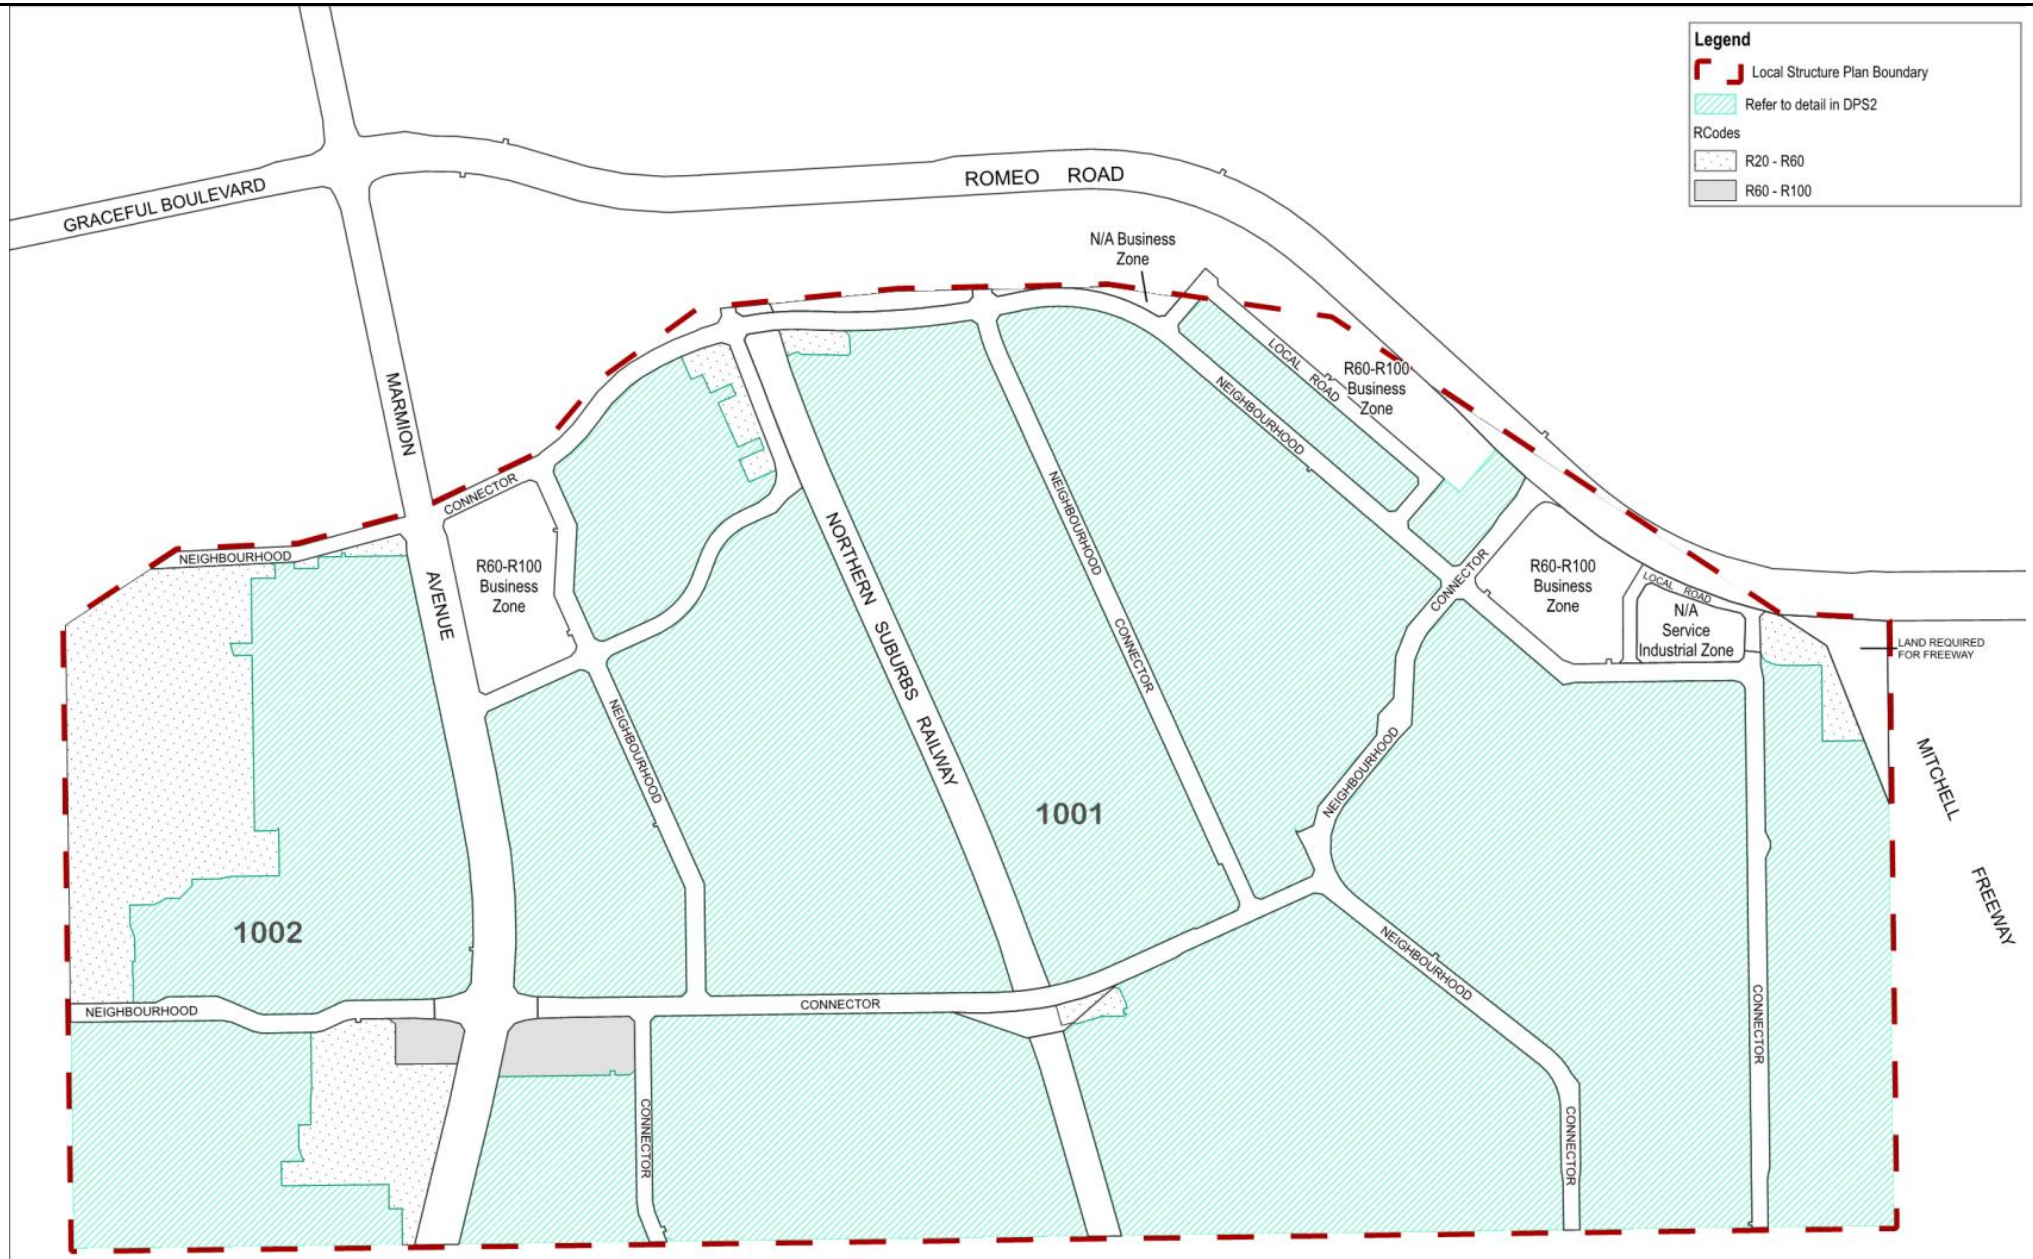 Legend
Local Structure Plan Boundary
Refer to detail in DPS2
RCodes
R20 - R60
R60 - R100
GRACEFUL BOULEVARD
ROMEO ROAD
N/A Business
Zone
MARMION
AVENUE
LOCAL ROAD
R60-R100
Business
Zone
NEIGHBOURHOOD
CONNECTOR
NEIGHBOURHOOD
R60-R100
Business
Zone
NORTHERN SUBURBS RAILWAY
NEIGHBOURHOOD
CONNECTOR
CONNECTOR
R60-R100
Business
Zone
LOCAL ROAD
N/A
Service
Industrial Zone
LAND REQUIRED
FOR FREEWAY
NEIGHBOURHOOD
NEIGHBOURHOOD
MITCHELL
FREEWAY
1001
1002
NEIGHBOURHOOD
CONNECTOR
NEIGHBOURHOOD
CONNECTOR
CONNECTOR
CONNECTOR